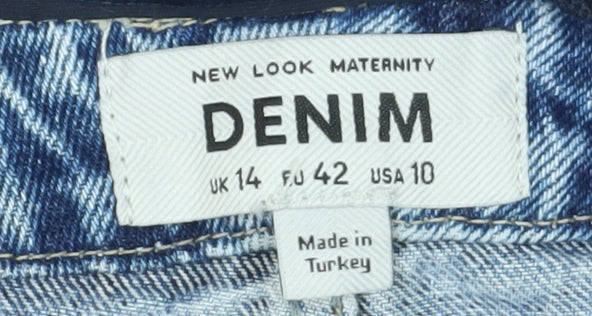 NEW LOOK MATERNITY
DENIM
UK 14 EU 42 USA 10
Made in
Turkey